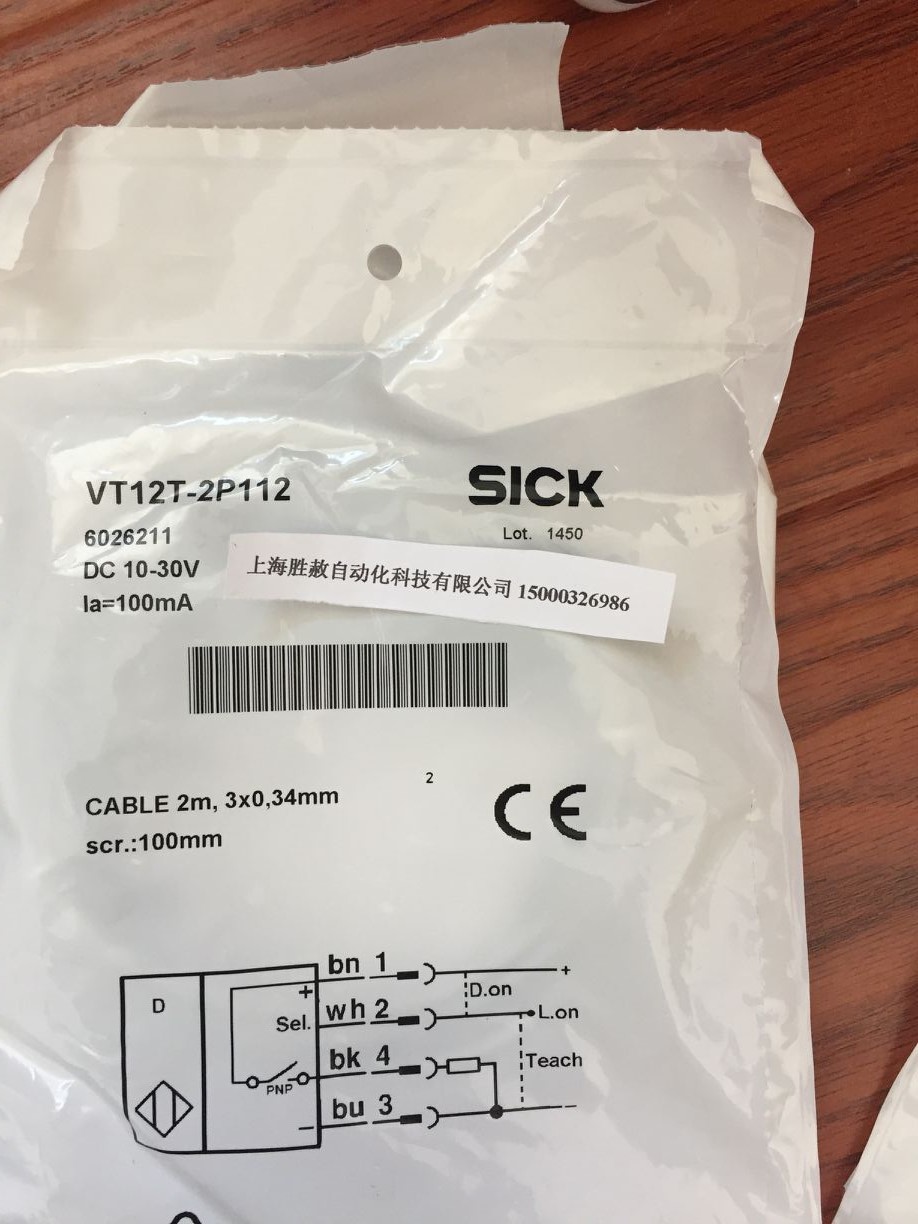 VT12T-2P112
SICK
6026211
Lot. 1450
DC 10-30V
上海胜赦自动化科技有限公司 15000326986
Ia=100mA
CABLE 2m, 3x0,34mm 2
scr.:100mm
CE
bn 1
+
D
+
D.on
Sel.
wh 2
L.on
bk 4
Teach
PNP
bu 3
−
−